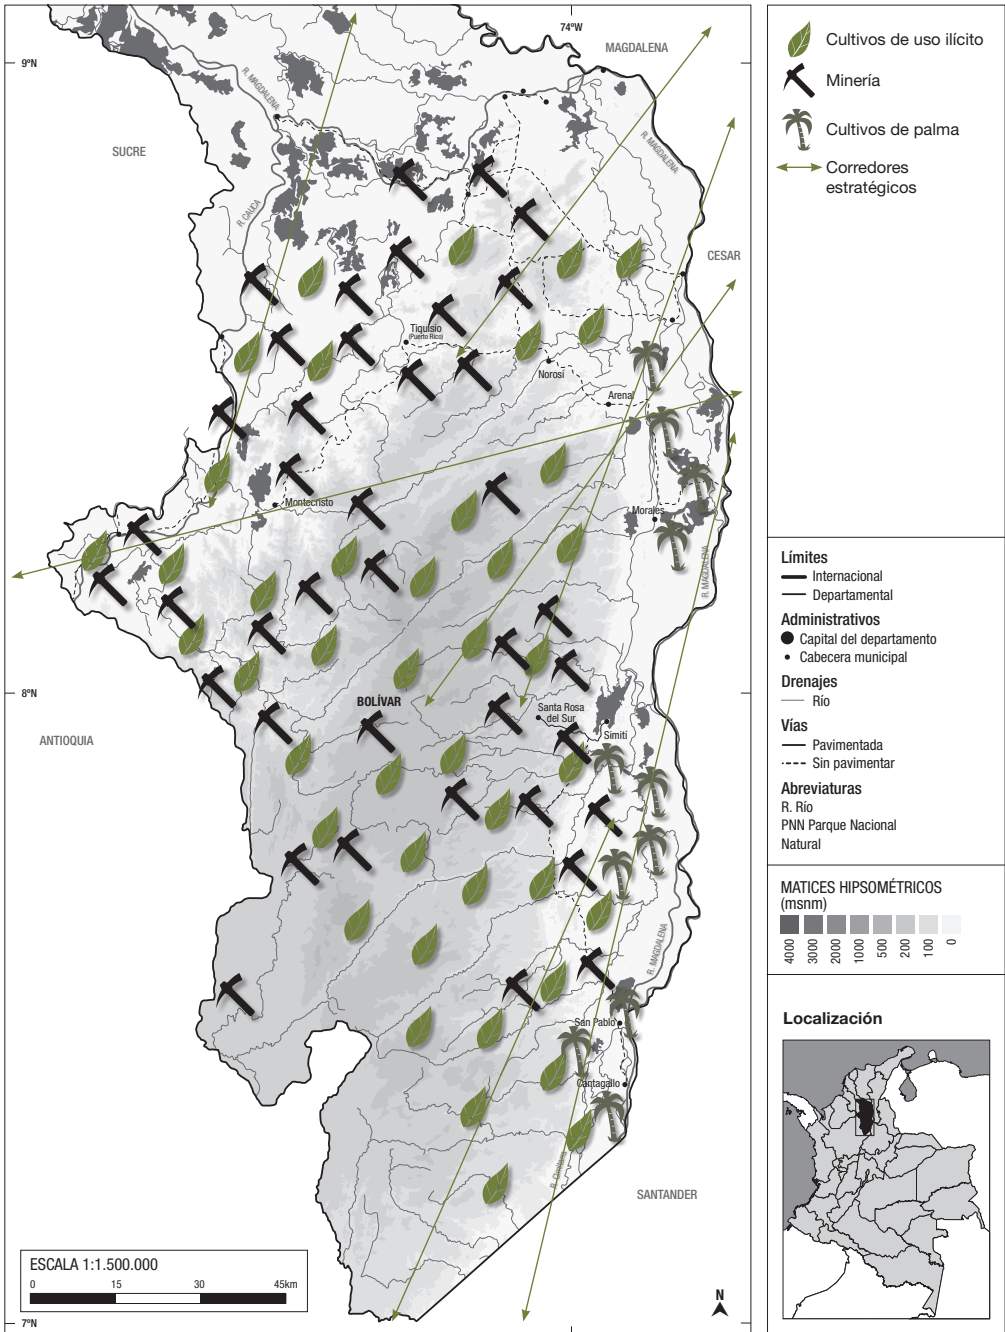 74ºW
MAGDALENA
9ºN
R. MAGDALENA
SUCRE
R. MAGDALENA
R. CAUCA
CESAR
Tiquisio
(Puerto Rico)
Norosí
Arenal
Montecristo
Morales
R. MAGDALENA
8ºN
BOLÍVAR
Santa Rosa
del Sur
Simití
ANTIOQUIA
R. MAGDALENA
San Pablo
Cantagallo
SANTANDER
ESCALA 1:1.500.000
0 15 30 45km
N
7ºN
Cultivos de uso ilícito
Minería
Cultivos de palma
Corredores
estratégicos
Límites
Internacional
Departamental
Administrativos
Capital del departamento
Cabecera municipal
Drenajes
Río
Vías
Pavimentada
Sin pavimentar
Abreviaturas
R. Río
PNN Parque Nacional
Natural
MATICES HIPSOMÉTRICOS
(msnm)
4000 3000 2000 1000 500 200 100 0
Localización